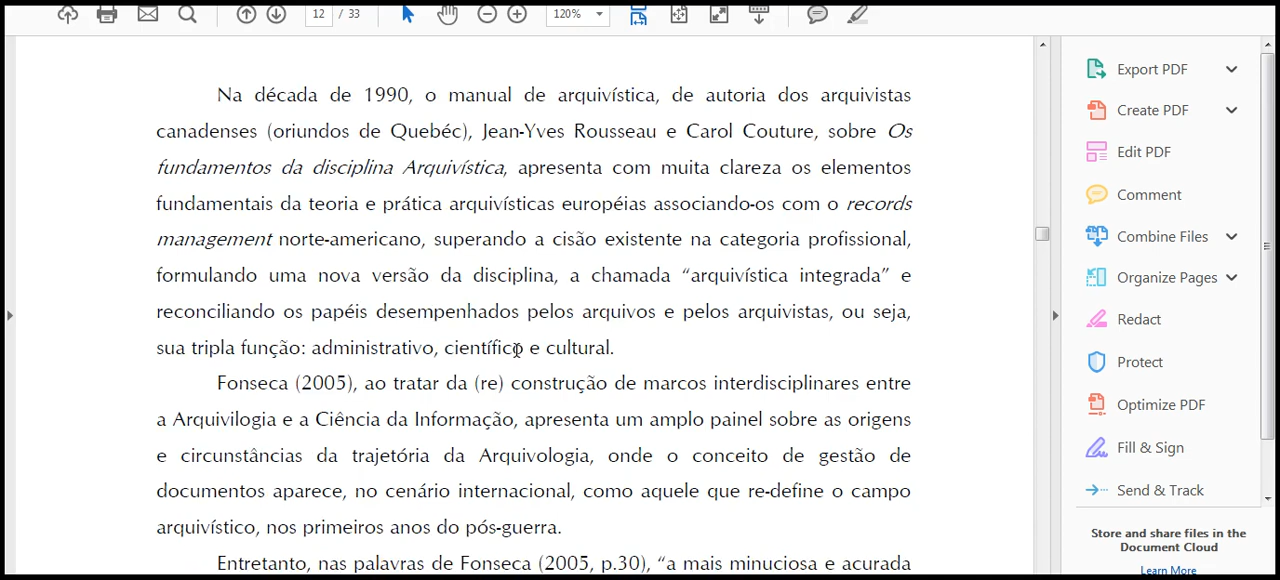 12 / 33
120%
Na década de 1990, o manual de arquivística, de autoria dos arquivistas
canadenses (oriundos de Quebéc), Jean-Yves Rousseau e Carol Couture, sobre Os
fundamentos da disciplina Arquivística, apresenta com muita clareza os elementos
fundamentais da teoria e prática arquivísticas européias associando-os com o records
management norte-americano, superando a cisão existente na categoria profissional,
formulando uma nova versão da disciplina, a chamada “arquivística integrada” e
reconciliando os papéis desempenhados pelos arquivos e pelos arquivistas, ou seja,
sua tripla função: administrativo, científico e cultural.
Fonseca (2005), ao tratar da (re) construção de marcos interdisciplinares entre
a Arquivilogia e a Ciência da Informação, apresenta um amplo painel sobre as origens
e circunstâncias da trajetória da Arquivologia, onde o conceito de gestão de
documentos aparece, no cenário internacional, como aquele que re-define o campo
arquivístico, nos primeiros anos do pós-guerra.
Entretanto, nas palavras de Fonseca (2005, p.30), “a mais minuciosa e acurada
Export PDF
Create PDF
Edit PDF
Comment
Combine Files
Organize Pages
Redact
Protect
Optimize PDF
Fill & Sign
Send & Track
Store and share files in the
Document Cloud
Learn More